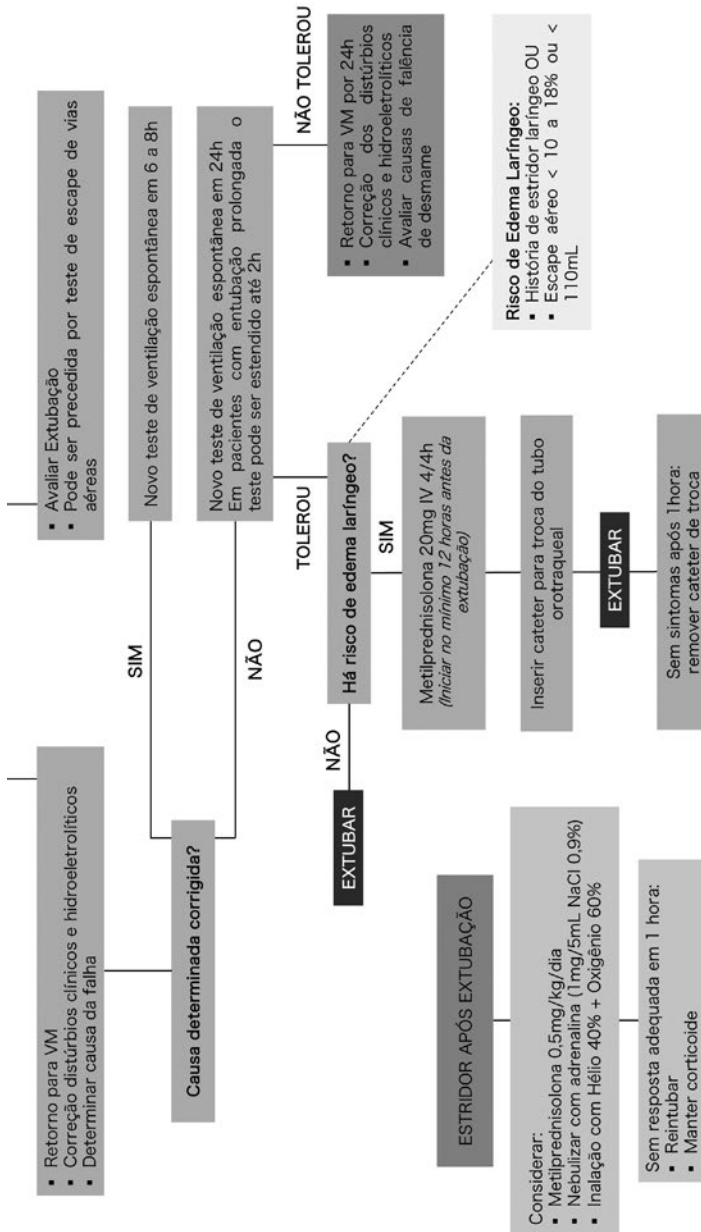 ▪ Retorno para VM
▪ Correção distúrbios clínicos e hidroeletrolíticos
▪ Determinar causa da falha
▪ Avaliar Extubação
▪ Pode ser precedida por teste de escape de vias
aéreas
Causa determinada corrigida?
SIM
Novo teste de ventilação espontânea em 6 a 8h
NÃO
Novo teste de ventilação espontânea em 24h
Em pacientes com entubação prolongada o
teste pode ser estendido até 2h
TOLEROU
NÃO TOLEROU
▪ Retorno para VM por 24h
▪ Correção dos distúrbios
clínicos e hidroeletrolíticos
▪ Avaliar causas de falência
de desmame
Há risco de edema laríngeo?
NÃO
EXTUBAR
SIM
Metilprednisolona 20mg IV 4/4h
(Iniciar no mínimo 12 horas antes da
extubação)
Inserir cateter para troca do tubo
orotraqueal
EXTUBAR
Sem sintomas após 1hora:
remover cateter de troca
Risco de Edema Laríngeo:
▪ História de estridor laríngeo OU
▪ Escape aéreo < 10 a 18% ou <
110mL
ESTRIDOR APÓS EXTUBAÇÃO
Considerar:
▪ Metilprednisolona 0,5mg/kg/dia
▪ Nebulizar com adrenalina (1mg/5mL NaCl 0,9%)
▪ Inalação com Hélio 40% + Oxigênio 60%
Sem resposta adequada em 1 hora:
▪ Reintubar
▪ Manter corticoide